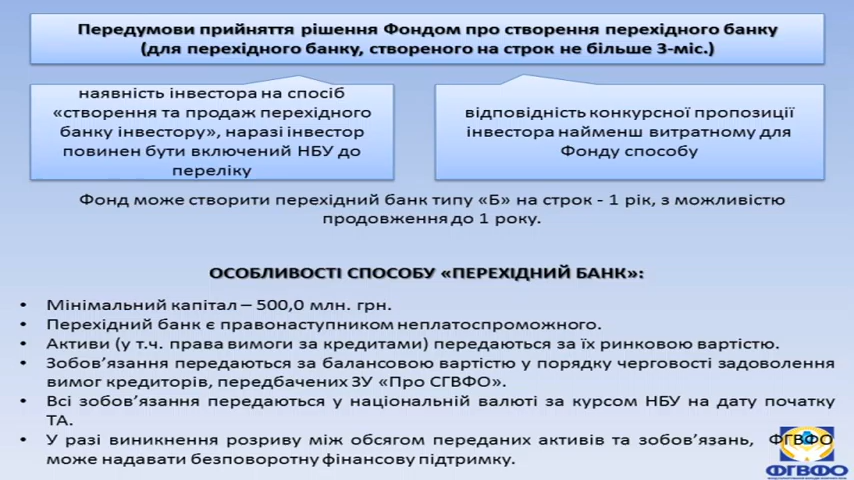 Передумови прийняття рішення Фондом про створення перехідного банку
(для перехідного банку, створеного на строк не більше 3-міс.)
наявність інвестора на спосіб
«створення та продаж перехідного
банку інвестору», наразі інвестор
повинен бути включений НБУ до
переліку
відповідність конкурсної пропозиції
інвестора найменш витратному для
Фонду способу
Фонд може створити перехідний банк типу «Б» на строк - 1 рік, з можливістю
продовження до 1 року.
ОСОБЛИВОСТІ СПОСОБУ «ПЕРЕХІДНИЙ БАНК»:
• Мінімальний капітал – 500,0 млн. грн.
• Перехідний банк є правонаступником неплатоспроможного.
• Активи (у т.ч. права вимоги за кредитами) передаються за їх ринковою вартістю.
• Зобов’язання передаються за балансовою вартістю у порядку черговості задоволення
вимог кредиторів, передбачених ЗУ «Про СГВФО».
• Всі зобов’язання передаються у національній валюті за курсом НБУ на дату початку
ТА.
• У разі виникнення розриву між обсягом переданих активів та зобов’язань, ФГВФО
може надавати безповоротну фінансову підтримку.
ФГВФО